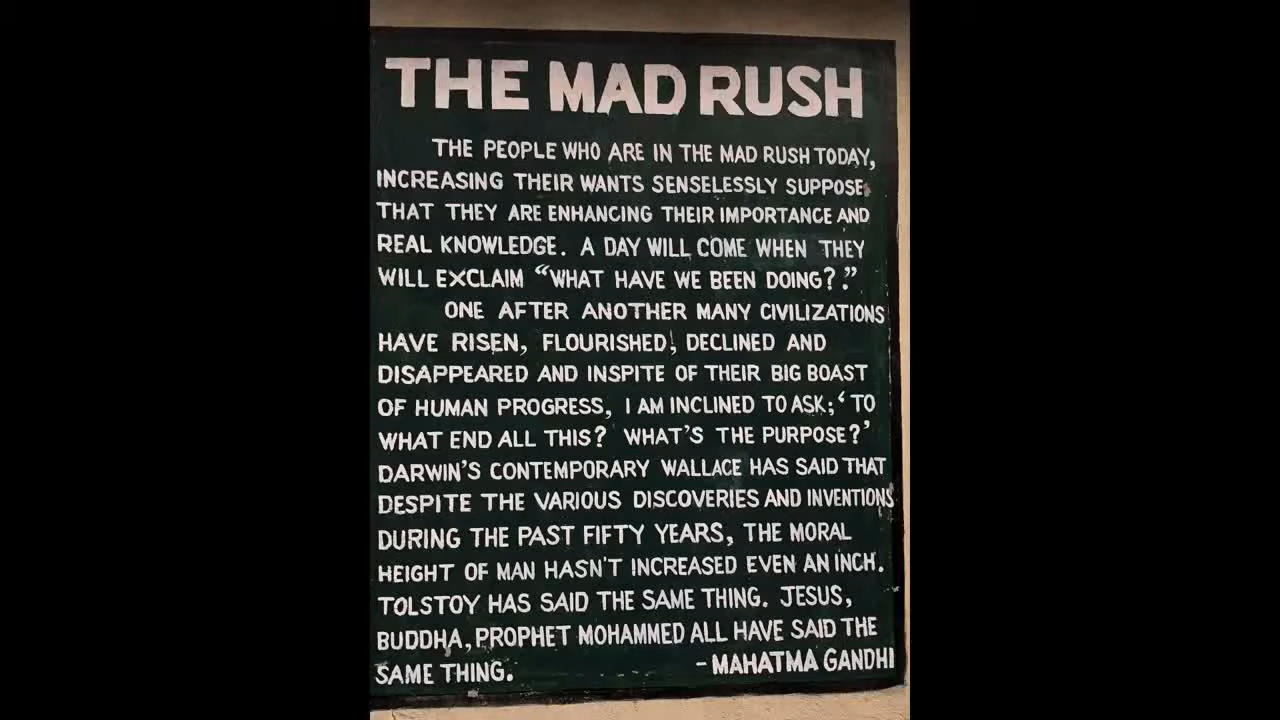 THE MAD RUSH
THE PEOPLE WHO ARE IN THE MAD RUSH TODAY,
INCREASING THEIR WANTS SENSELESSLY SUPPOSE
THAT THEY ARE ENHANCING THEIR IMPORTANCE AND
REAL KNOWLEDGE. A DAY WILL COME WHEN THEY
WILL EXCLAIM “WHAT HAVE WE BEEN DOING?.”
ONE AFTER ANOTHER MANY CIVILIZATIONS
HAVE RISEN, FLOURISHED, DECLINED AND
DISAPPEARED AND INSPITE OF THEIR BIG BOAST
OF HUMAN PROGRESS, I AM INCLINED TO ASK; ‘TO
WHAT END ALL THIS? WHAT'S THE PURPOSE?’
DARWIN'S CONTEMPORARY WALLACE HAS SAID THAT
DESPITE THE VARIOUS DISCOVERIES AND INVENTIONS
DURING THE PAST FIFTY YEARS, THE MORAL
HEIGHT OF MAN HASN'T INCREASED EVEN AN INCH.
TOLSTOY HAS SAID THE SAME THING. JESUS,
BUDDHA, PROPHET MOHAMMED ALL HAVE SAID THE
SAME THING. - MAHATMA GANDHI